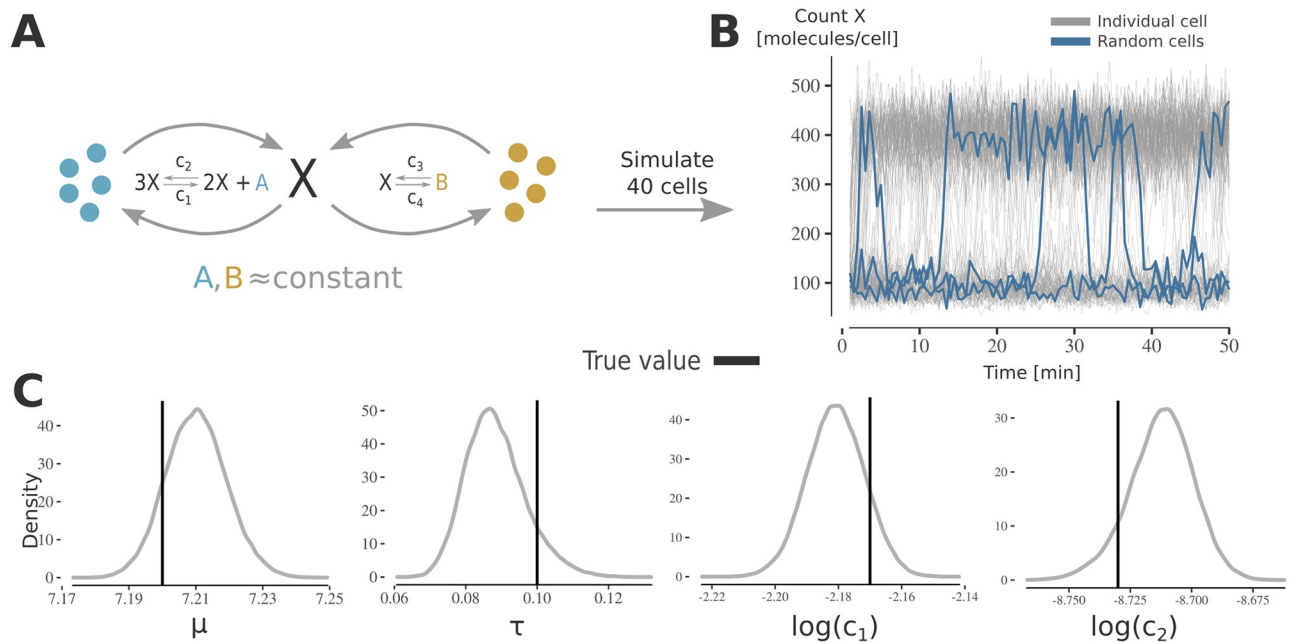 A
c₂
3X 2X + A
c₁
X
c₃
X B
c₄
A, B ≈ constant
Simulate
40 cells
B
Count X
[molecules/cell]
Individual cell
Random cells
500
400
300
200
100
0 10 20 30 40 50
Time [min]
True value
C
Density
40
30
20
10
0
7.17 7.19 7.21 7.23 7.25
μ
50
40
30
20
10
0
0.06 0.08 0.10 0.12
τ
40
30
20
10
0
-2.22 -2.20 -2.18 -2.16 -2.14
log(c₁)
30
20
10
0
-8.750 -8.725 -8.700 -8.675
log(c₂)